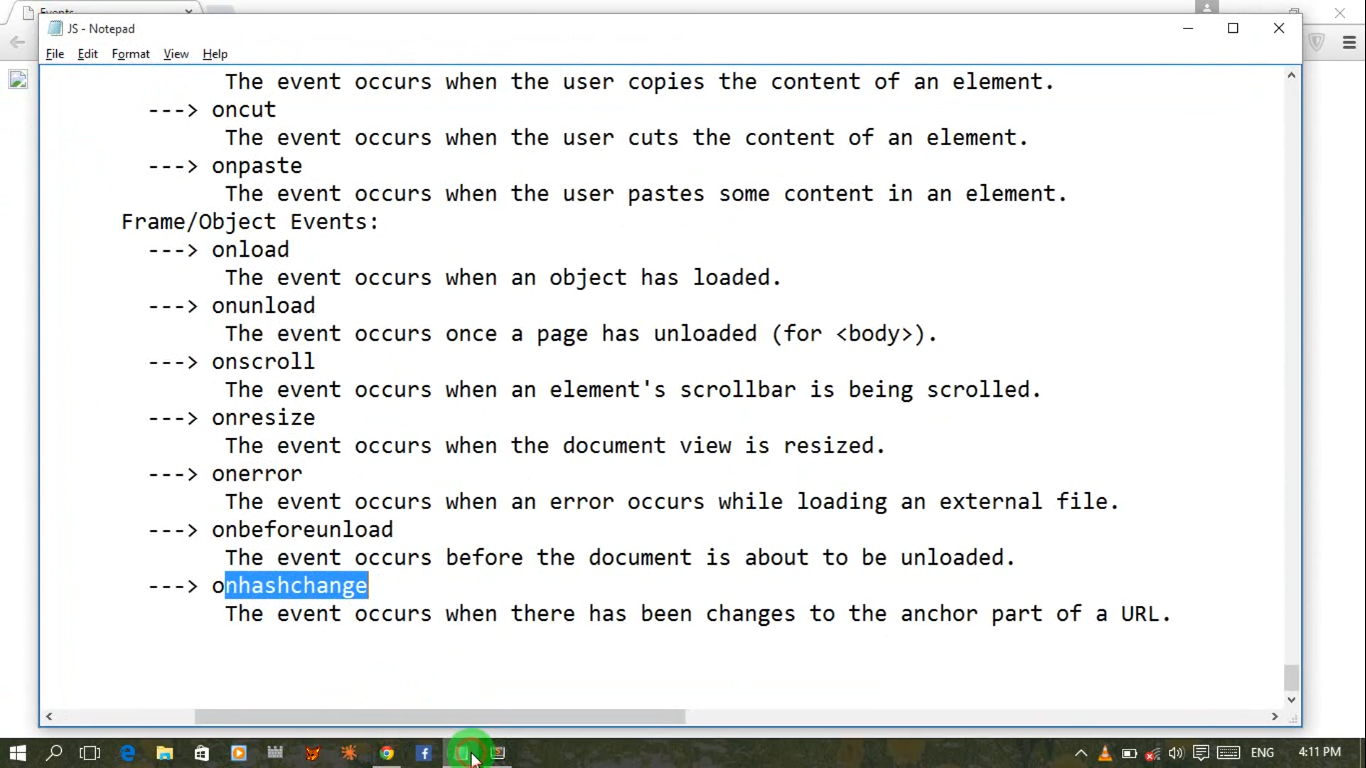 Events
JS - Notepad
File Edit Format View Help
The event occurs when the user copies the content of an element.
---> oncut
The event occurs when the user cuts the content of an element.
---> onpaste
The event occurs when the user pastes some content in an element.
Frame/Object Events:
---> onload
The event occurs when an object has loaded.
---> onunload
The event occurs once a page has unloaded (for <body>).
---> onscroll
The event occurs when an element's scrollbar is being scrolled.
---> onresize
The event occurs when the document view is resized.
---> onerror
The event occurs when an error occurs while loading an external file.
---> onbeforeunload
The event occurs before the document is about to be unloaded.
---> onhashchange
The event occurs when there has been changes to the anchor part of a URL.
ENG 4:11 PM